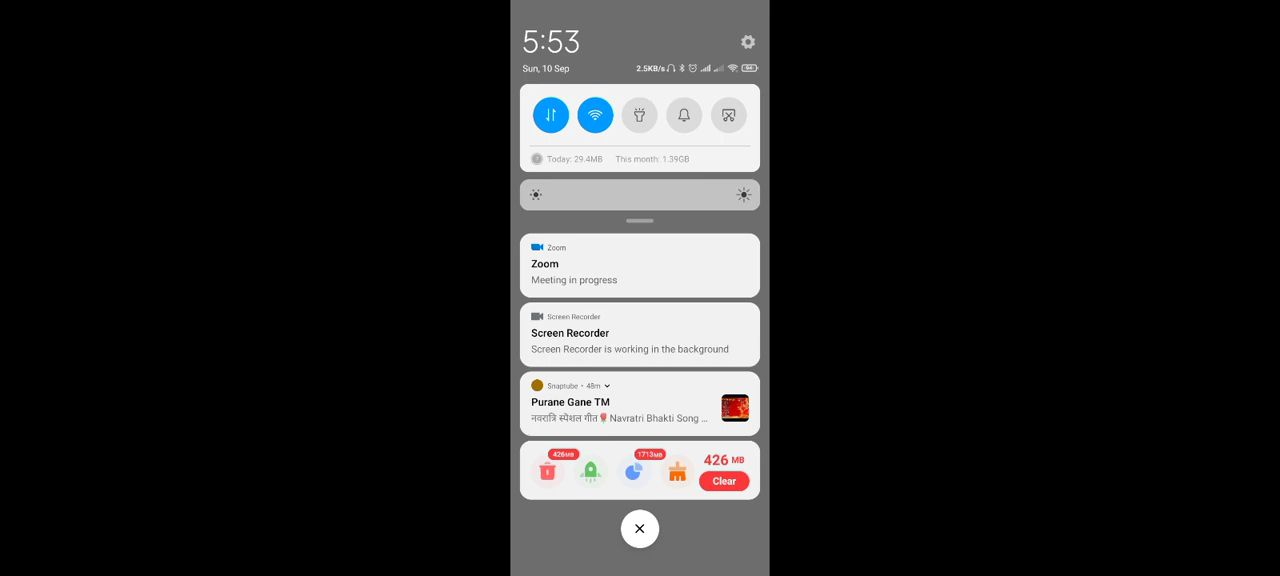 5:53
Sun, 10 Sep
2.5KB/s
94
Today: 29.4MB This month: 1.39GB
Zoom
Zoom
Meeting in progress
Screen Recorder
Screen Recorder
Screen Recorder is working in the background
Snaptube • 48m
Purane Gane TM
नवरात्रि स्पेशल गीत🌹Navratri Bhakti Song ...
426MB
1713MB
426 MB
Clear